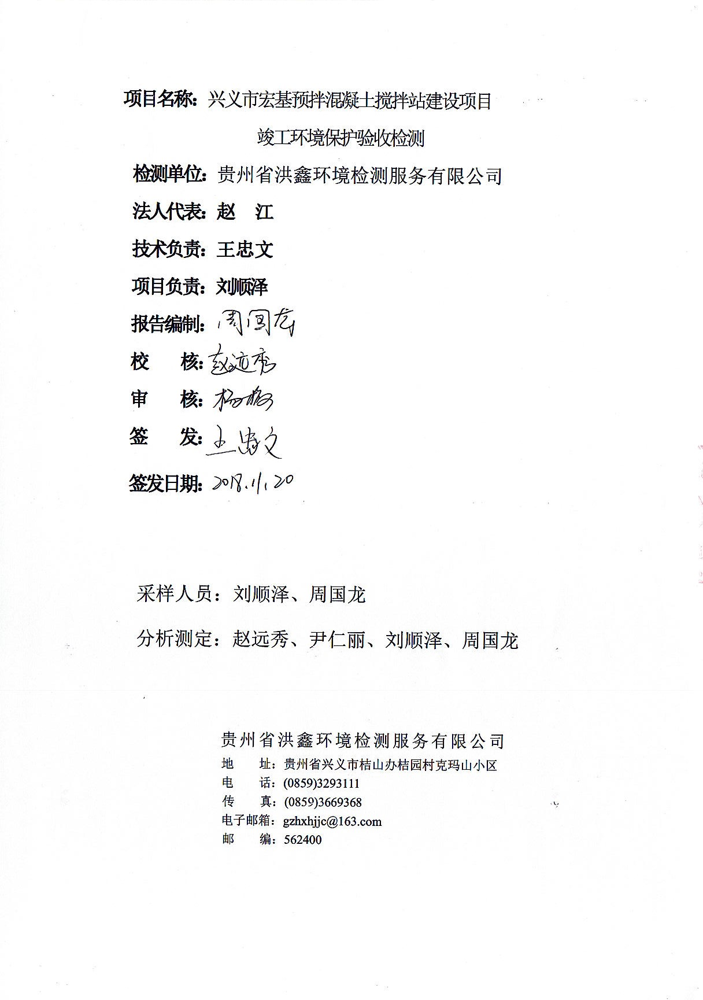 项目名称：兴义市宏基预拌混凝土搅拌站建设项目
竣工环境保护验收检测
检测单位：贵州省洪鑫环境检测服务有限公司
法人代表：赵 江
技术负责：王忠文
项目负责：刘顺泽
报告编制：周国龙
校 核：赵远秀
审 核：
签 发：王忠文
签发日期：2018.11.20
采样人员：刘顺泽、周国龙
分析测定：赵远秀、尹仁丽、刘顺泽、周国龙
贵州省洪鑫环境检测服务有限公司
地 址：贵州省兴义市桔山办桔园村克玛山小区
电 话：(0859)3293111
传 真：(0859)3669368
电子邮箱：gzhxhjjc@163.com
邮 编：562400